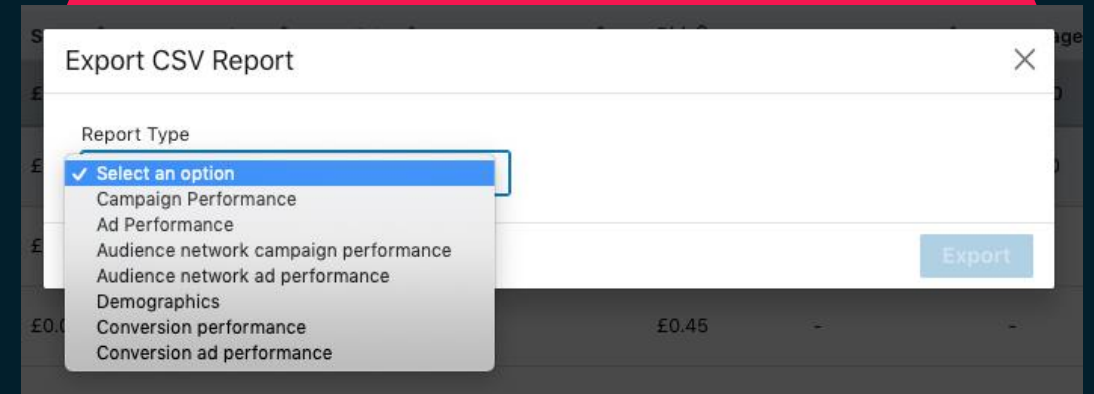 Export CSV Report
Report Type
Select an option
Campaign Performance
Ad Performance
Audience network campaign performance
Audience network ad performance
Demographics
Conversion performance
Conversion ad performance
Export
£0.45 - -